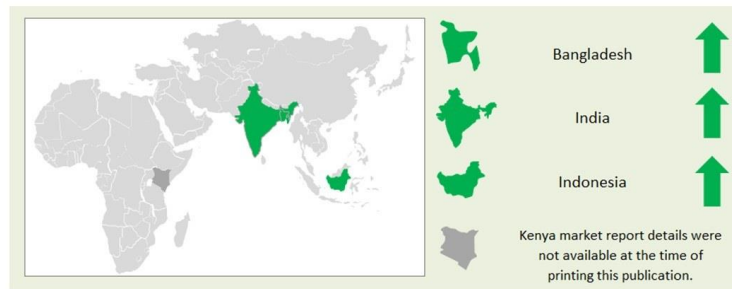 Bangladesh
India
Indonesia
Kenya market report details were
not available at the time of
printing this publication.